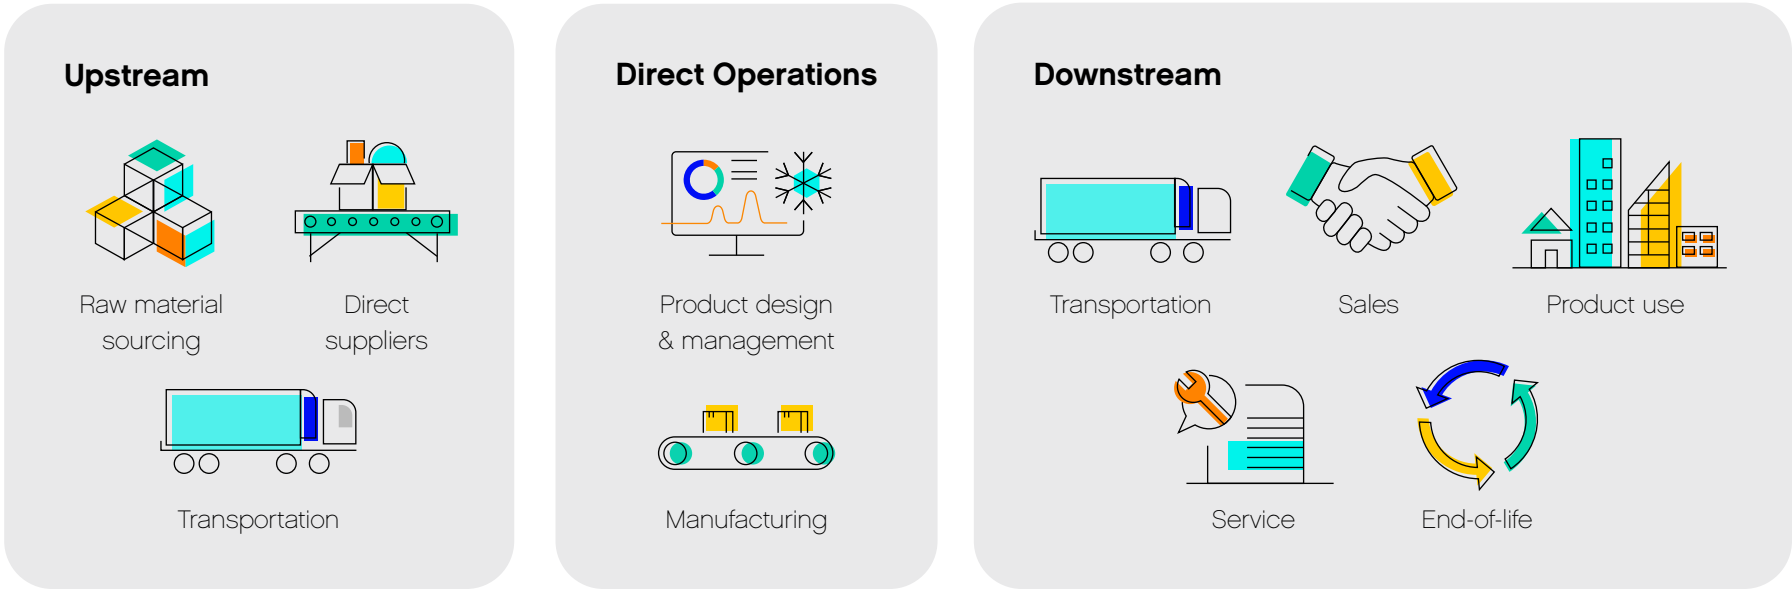 Upstream
Raw material
sourcing
Direct
suppliers
Transportation
Direct Operations
Product design
& management
Manufacturing
Downstream
Transportation
Sales
Product use
Service
End-of-life